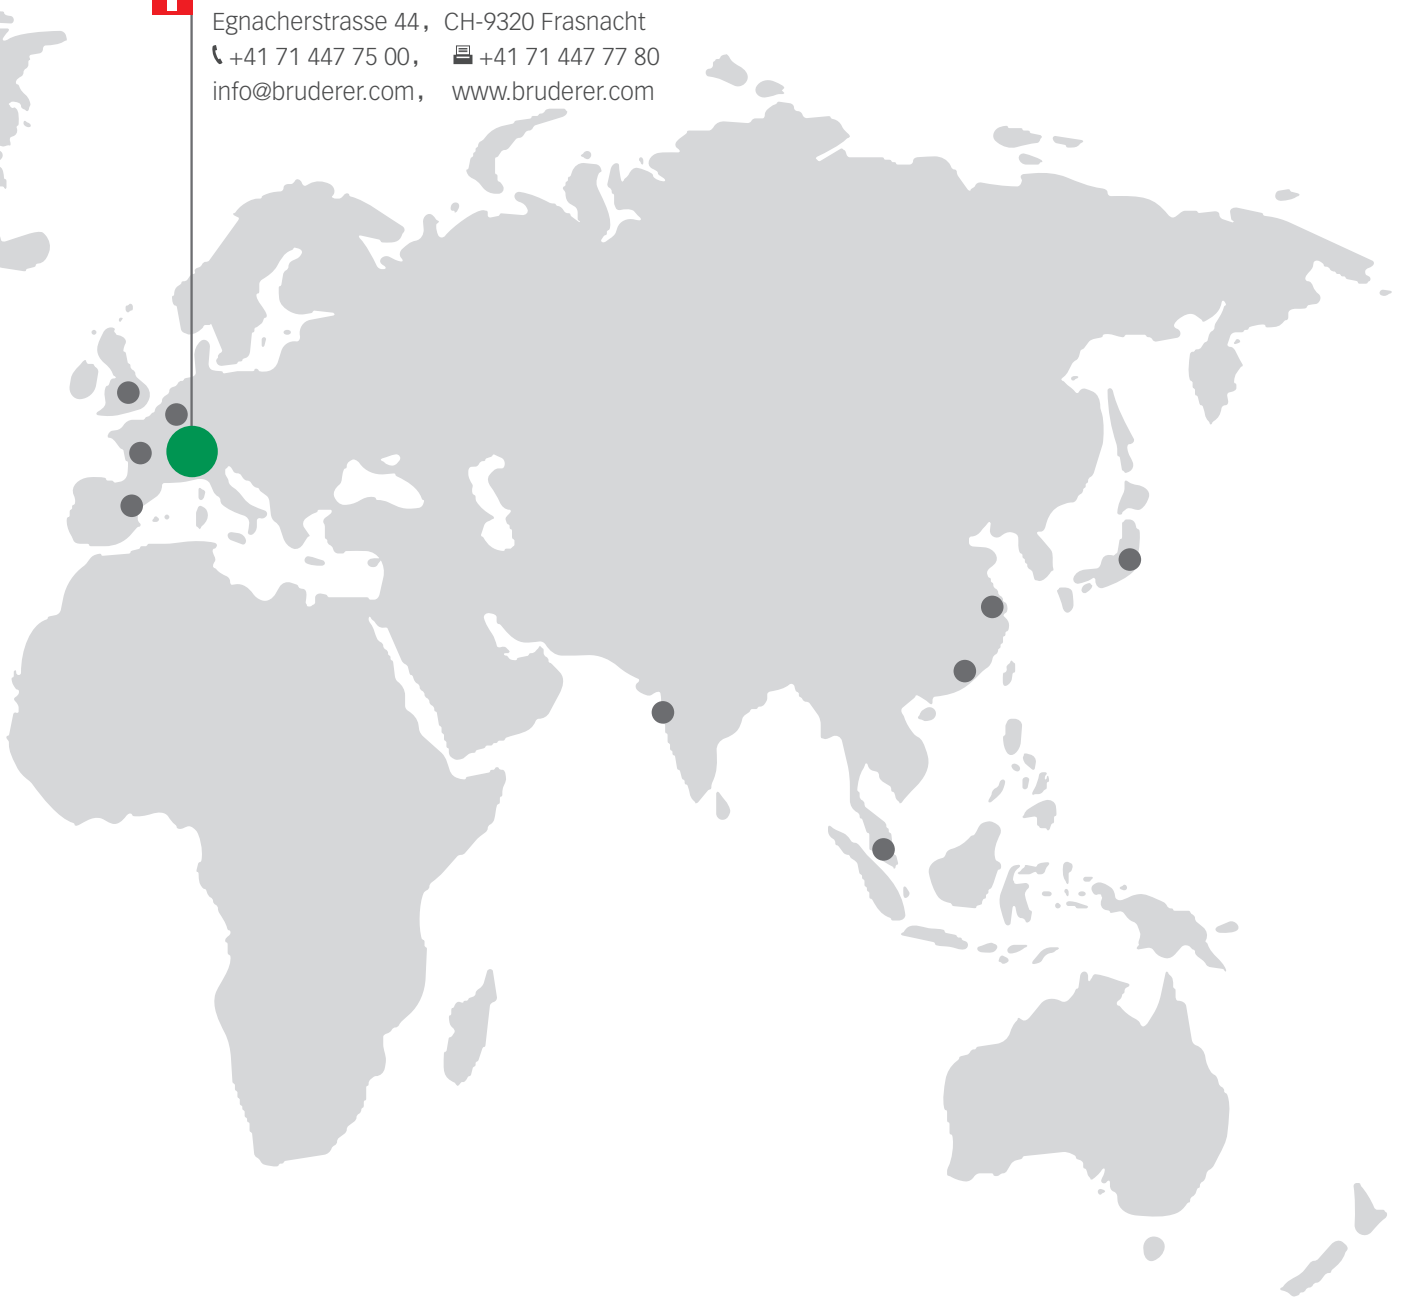 Egnacherstrasse 44, CH-9320 Frasnacht
+41 71 447 75 00, +41 71 447 77 80
info@bruderer.com, www.bruderer.com